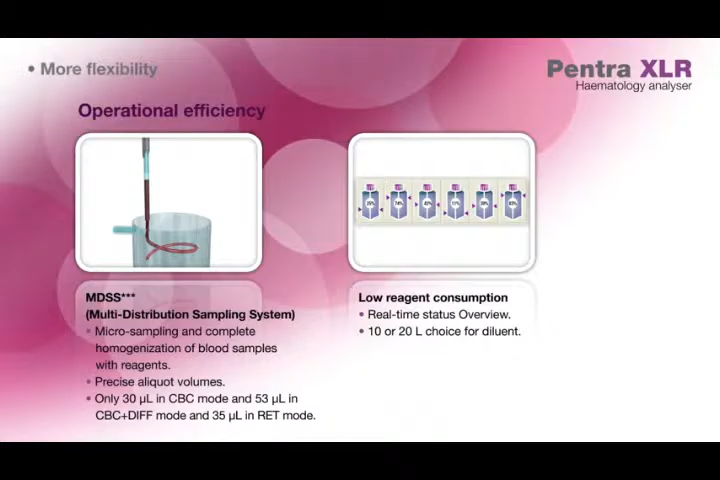 • More flexibility
Pentra XLR
Haematology analyser
Operational efficiency
MDSS***
(Multi-Distribution Sampling System)
• Micro-sampling and complete
homogenization of blood samples
with reagents.
• Precise aliquot volumes.
• Only 30 µL in CBC mode and 53 µL in
CBC+DIFF mode and 35 µL in RET mode.
Low reagent consumption
• Real-time status Overview.
• 10 or 20 L choice for diluent.